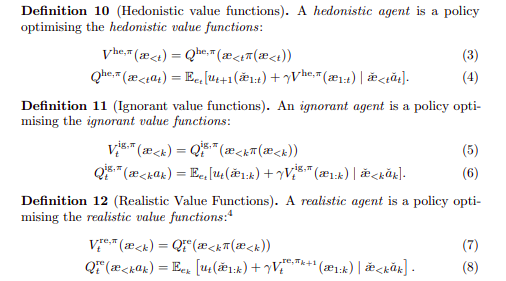 Definition 10 (Hedonistic value functions). A hedonistic agent is a policy
optimising the hedonistic value functions:
V^{he,π}(æ_{<t}) = Q^{he,π}(æ_{<t}π(æ_{<t})) (3)
Q^{he,π}(æ_{<t}a_t) = 𝔼_{e_t}[u_{t+1}(æ̌_{1:t}) + γV^{he,π}(æ_{1:t}) | æ̌_{<t}ǎ_t]. (4)
Definition 11 (Ignorant value functions). An ignorant agent is a policy opti-
mising the ignorant value functions:
V_t^{ig,π}(æ_{<k}) = Q_t^{ig,π}(æ_{<k}π(æ_{<k})) (5)
Q_t^{ig,π}(æ_{<k}a_k) = 𝔼_{e_t}[u_t(æ̌_{1:k}) + γV_t^{ig,π}(æ_{1:k}) | æ̌_{<k}ǎ_k]. (6)
Definition 12 (Realistic Value Functions). A realistic agent is a policy opti-
mising the realistic value functions:⁴
V_t^{re,π}(æ_{<k}) = Q_t^{re}(æ_{<k}π(æ_{<k})) (7)
Q_t^{re}(æ_{<k}a_k) = 𝔼_{e_k} [u_t(æ̌_{1:k}) + γV_t^{re,π_{k+1}}(æ_{1:k}) | æ̌_{<k}ǎ_k] . (8)